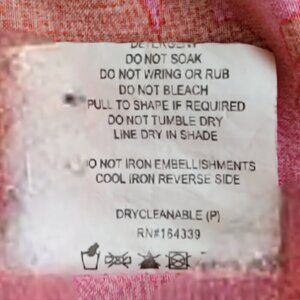 DETERGENT
DO NOT SOAK
DO NOT WRING OR RUB
DO NOT BLEACH
PULL TO SHAPE IF REQUIRED
DO NOT TUMBLE DRY
LINE DRY IN SHADE
O NOT IRON EMBELLISHMENTS
COOL IRON REVERSE SIDE
DRYCLEANABLE (P)
RN#164339